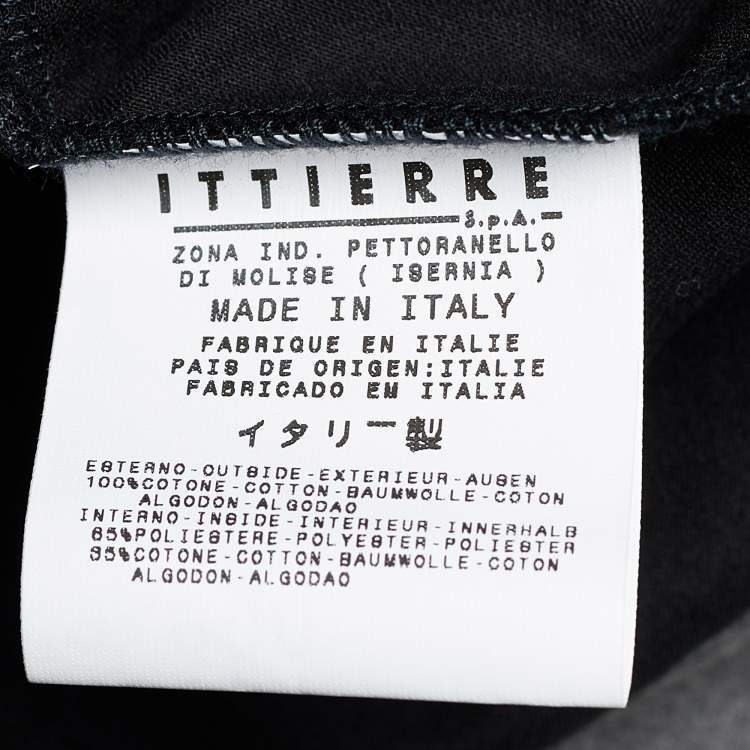 ITTIERRE
S.p.A.
ZONA IND. PETTORANELLO
DI MOLISE ( ISERNIA )
MADE IN ITALY
FABRIQUE EN ITALIE
PAIS DE ORIGEN:ITALIE
FABRICADO EM ITALIA
イタリー製
ESTERNO-OUTSIDE-EXTERIEUR-AUSEN
100%COTONE-COTTON-BAUMWOLLE-COTON
ALGODON-ALGODAO
INTERNO-INSIDE-INTERIEUR-INNERHALB
65%POLIESTERE-POLYESTER-POLIESTER
35%COTONE-COTTON-BAUMWOLLE-COTON
ALGODON-ALGODAO